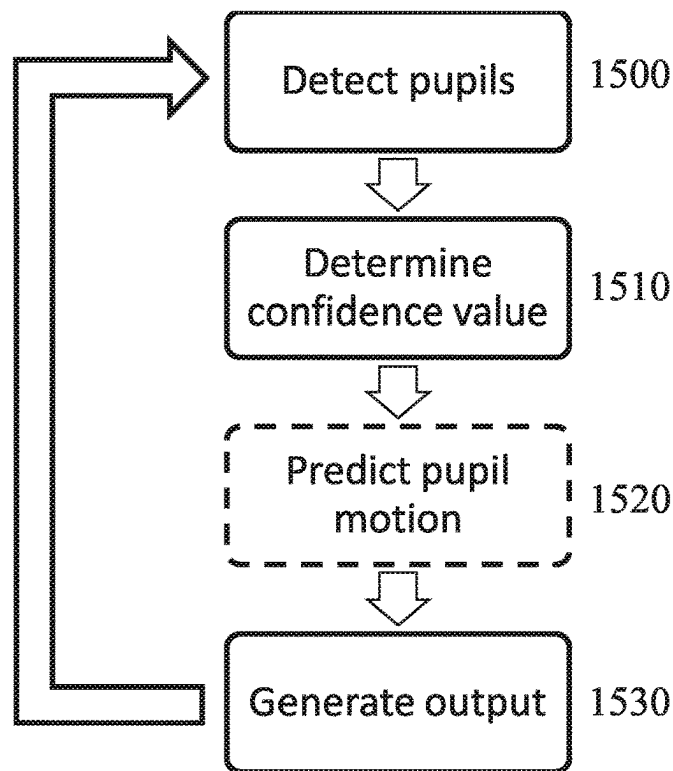 Detect pupils 1500
Determine
confidence value 1510
Predict pupil
motion 1520
Generate output 1530